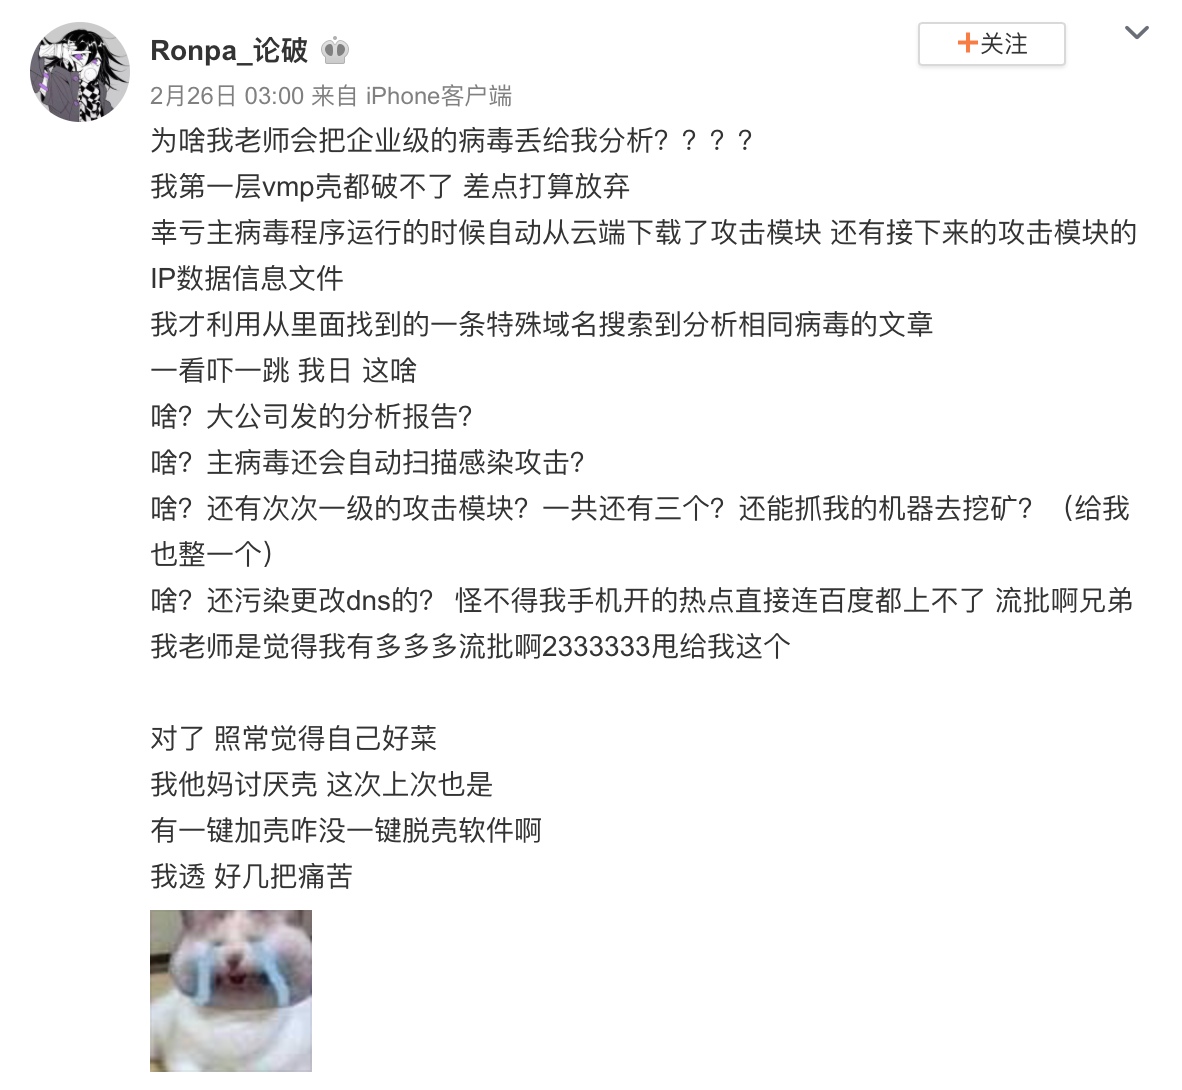 Ronpa_论破
+关注
2月26日 03:00 来自 iPhone客户端
为啥我老师会把企业级的病毒丢给我分析？？？？
我第一层vmp壳都破不了 差点打算放弃
幸亏主病毒程序运行的时候自动从云端下载了攻击模块 还有接下来的攻击模块的
IP数据信息文件
我才利用从里面找到的一条特殊域名搜索到分析相同病毒的文章
一看吓一跳 我日 这啥
啥？大公司发的分析报告？
啥？主病毒还会自动扫描感染攻击？
啥？还有次次一级的攻击模块？一共还有三个？还能抓我的机器去挖矿？（给我
也整一个）
啥？还污染更改dns的？ 怪不得我手机开的热点直接连百度都上不了 流批啊兄弟
我老师是觉得我有多多多流批啊2333333甩给我这个
对了 照常觉得自己好菜
我他妈讨厌壳 这次上次也是
有一键加壳咋没一键脱壳软件啊
我透 好几把痛苦